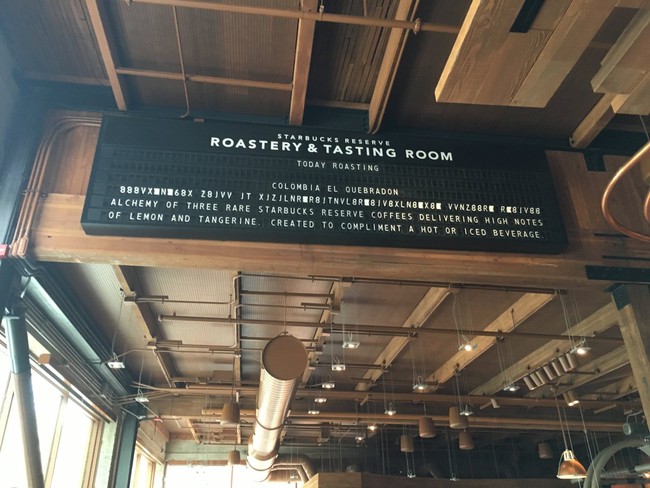 STARBUCKS RESERVE
ROASTERY & TASTING ROOM
TODAY ROASTING
COLOMBIA EL QUEBRADON
ALCHEMY OF THREE RARE STARBUCKS RESERVE COFFEES DELIVERING HIGH NOTES
OF LEMON AND TANGERINE. CREATED TO COMPLIMENT A HOT OR ICED BEVERAGE.